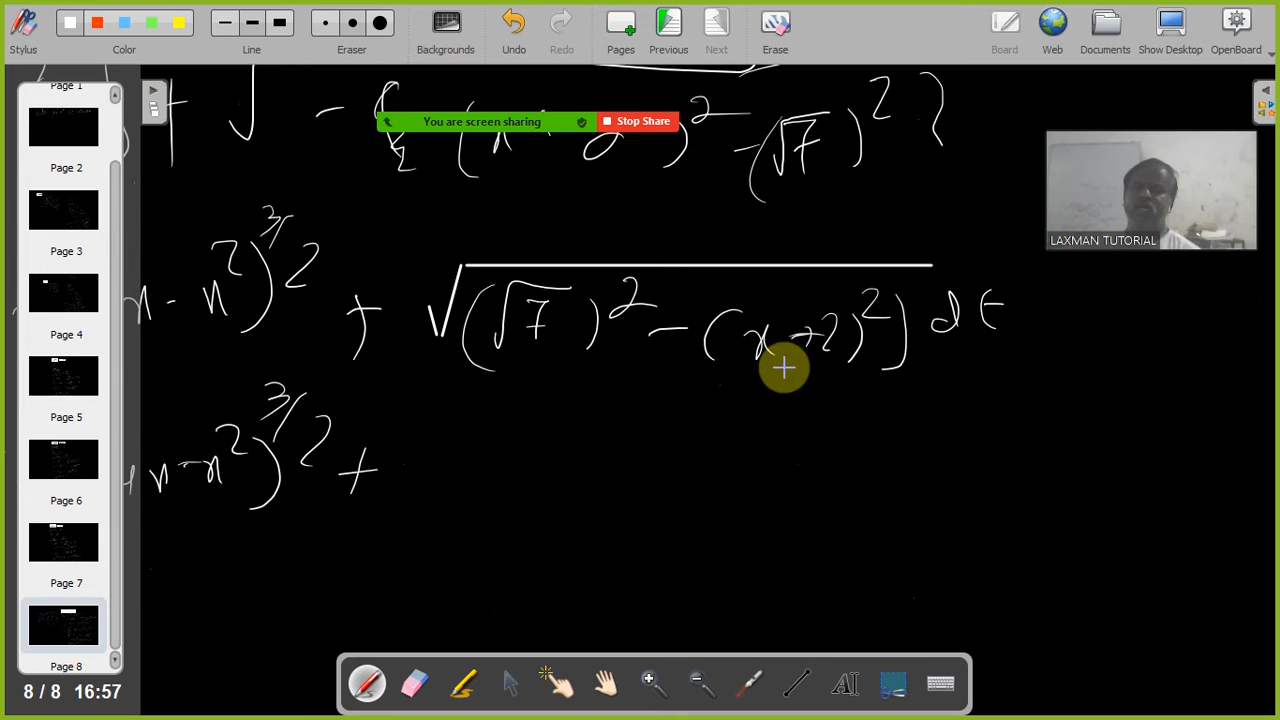 Stylus
Color
Line
Eraser
Backgrounds
Undo
Redo
Pages
Previous
Next
Erase
Board
Web
Documents
Show Desktop
OpenBoard
Page 1
Page 2
Page 3
Page 4
Page 5
Page 6
Page 7
Page 8
8 / 8 16:57
You are screen sharing
Stop Share
LAXMAN TUTORIAL
)² - (√7)² }
x - x²)^3/2 + √((√7)² - (x+2)²] dt
+ x - x²)^3/2 +
AI